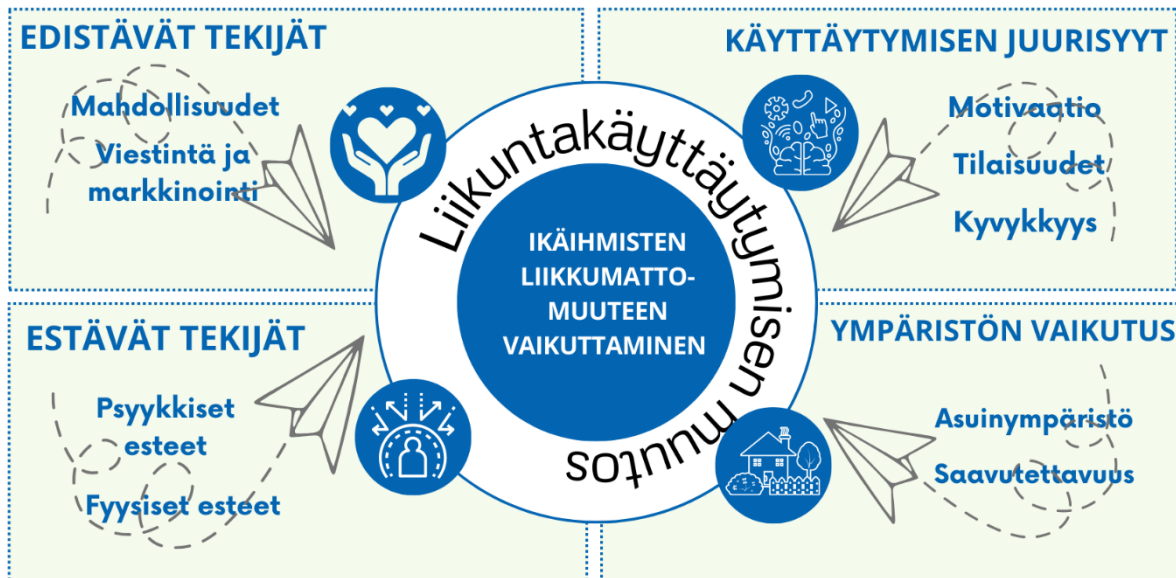 EDISTÄVÄT TEKIJÄT
Mahdollisuudet
Viestintä ja
markkinointi
KÄYTTÄYTYMISEN JUURISYYT
Motivaatio
Tilaisuudet
Kyvykkyys
Liikuntakäyttäytymisen muutos
IKÄIHMISTEN
LIIKKUMATTO-
MUUTEEN
VAIKUTTAMINEN
ESTÄVÄT TEKIJÄT
Psyykkiset
esteet
Fyysiset esteet
YMPÄRISTÖN VAIKUTUS
Asuinympäristö
Saavutettavuus